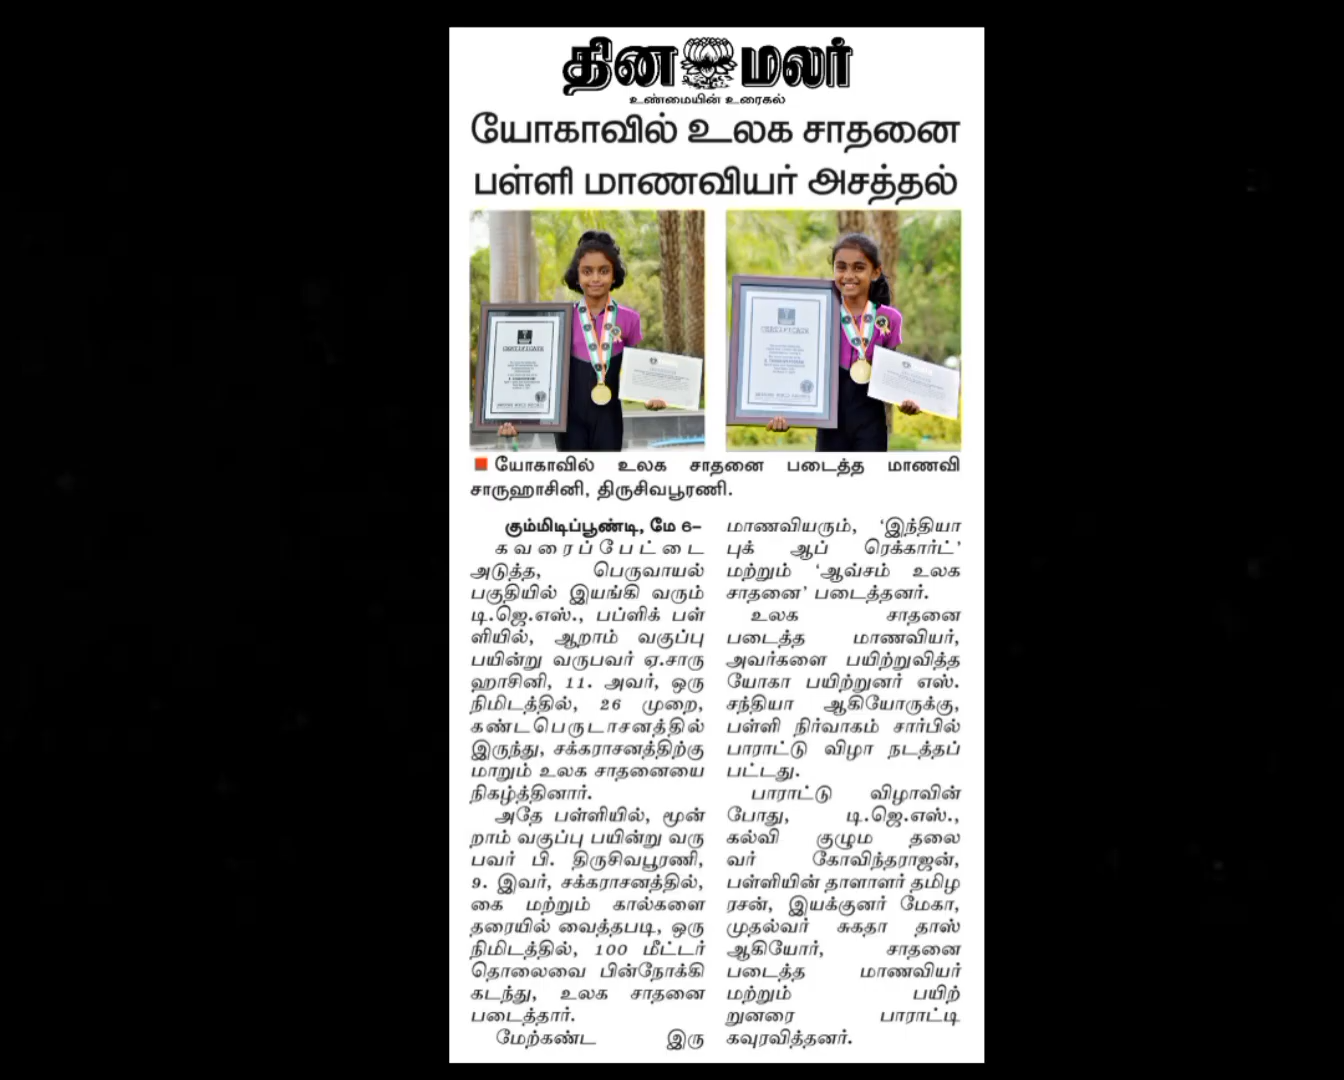 தின மலர்
உண்மையின் உரைகல்
யோகாவில் உலக சாதனை
பள்ளி மாணவியர் அசத்தல்
யோகாவில் உலக சாதனை படைத்த மாணவி
சாருஹாசினி, திருசிவபூரணி.
கும்மிடிப்பூண்டி, மே 6–
கவரைப்பேட்டை
அடுத்த, பெருவாயல்
பகுதியில் இயங்கி வரும்
டி.ஜெ.எஸ்., பப்ளிக் பள்
ளியில், ஆறாம் வகுப்பு
பயின்று வருபவர் ஏ.சாரு
ஹாசினி, 11. அவர், ஒரு
நிமிடத்தில், 26 முறை,
கண்டபெருடாசனத்தில்
இருந்து, சக்கராசனத்திற்கு
மாறும் உலக சாதனையை
நிகழ்த்தினார்.
அதே பள்ளியில், மூன்
றாம் வகுப்பு பயின்று வரு
பவர் பி. திருசிவபூரணி,
9. இவர், சக்கராசனத்தில்,
கை மற்றும் கால்களை
தரையில் வைத்தபடி, ஒரு
நிமிடத்தில், 100 மீட்டர்
தொலைவை பின்நோக்கி
கடந்து, உலக சாதனை
படைத்தார்.
மேற்கண்ட இரு
மாணவியரும், ‘இந்தியா
புக் ஆப் ரெக்கார்ட்’
மற்றும் ‘ஆவ்சம் உலக
சாதனை’ படைத்தனர்.
உலக சாதனை
படைத்த மாணவியர்,
அவர்களை பயிற்றுவித்த
யோகா பயிற்றுனர் எஸ்.
சந்தியா ஆகியோருக்கு,
பள்ளி நிர்வாகம் சார்பில்
பாராட்டு விழா நடத்தப்
பட்டது.
பாராட்டு விழாவின்
போது, டி.ஜெ.எஸ்.,
கல்வி குழும தலை
வர் கோவிந்தராஜன்,
பள்ளியின் தாளாளர் தமிழ
ரசன், இயக்குனர் மேகா,
முதல்வர் சுகதா தாஸ்
ஆகியோர், சாதனை
படைத்த மாணவியர்
மற்றும் பயிற்
றுனரை பாராட்டி
கவுரவித்தனர்.